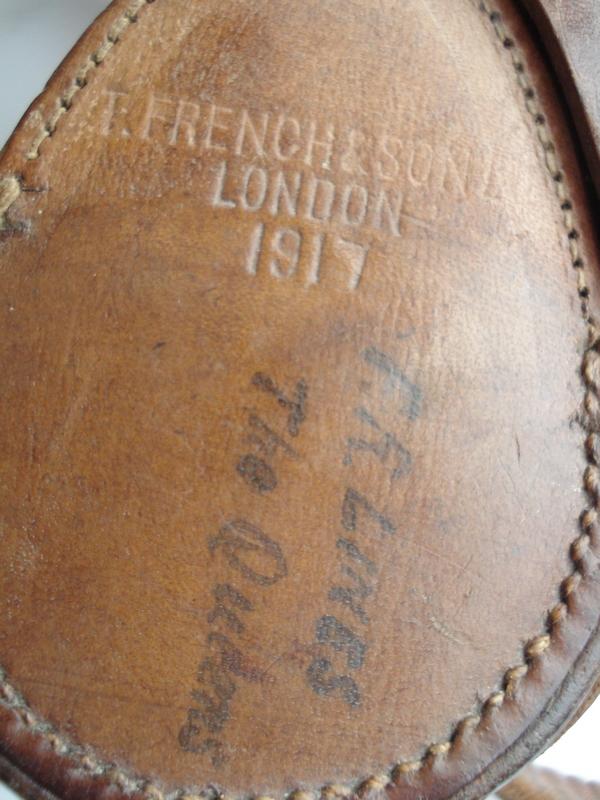 T. FRENCH & SON L
LONDON
1917
F.R. LINES
The Queens